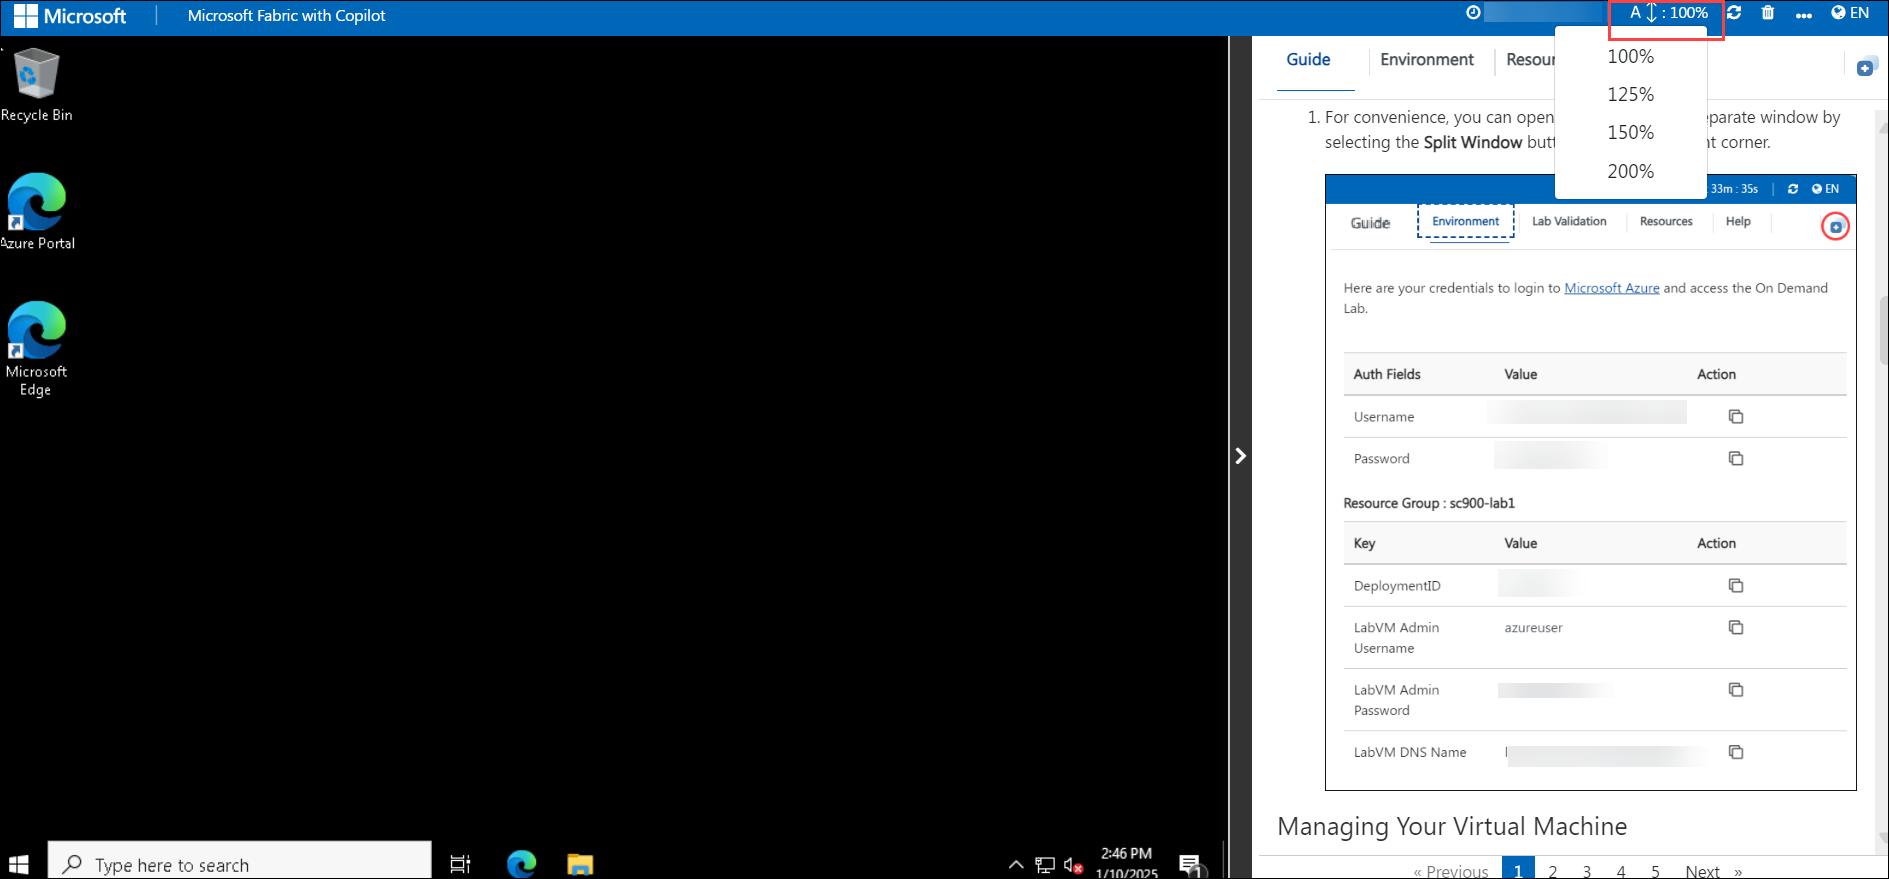 Microsoft
Microsoft Fabric with Copilot
A : 100%
EN
100%
125%
150%
200%
Recycle Bin
Azure Portal
Microsoft
Edge
Guide
Environment
1. For convenience, you can open
window by
selecting the Split Window
corner.
33m : 35s
EN
Guide
Environment
Lab Validation
Resources
Help
Here are your credentials to login to Microsoft Azure and access the On Demand
Lab.
Auth Fields
Value
Action
Username
Password
Resource Group : sc900-lab1
Key
Value
Action
DeploymentID
LabVM Admin
Username
azureuser
LabVM Admin
Password
LabVM DNS Name
Managing Your Virtual Machine
« Previous
1
2
3
4
5
Next »
Type here to search
2:46 PM
1/10/2025
1